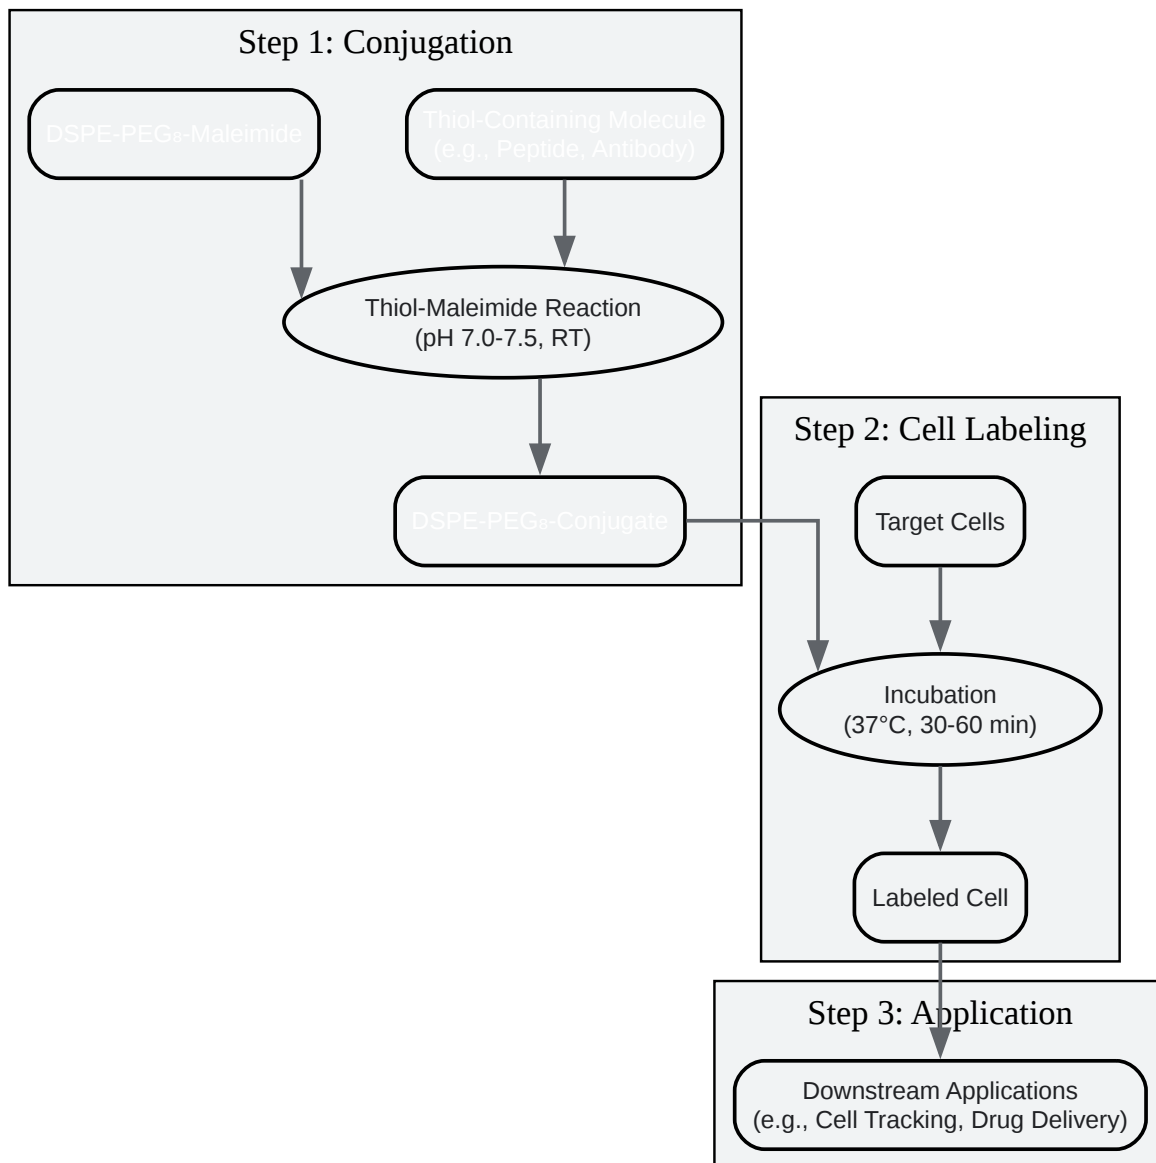 Step 1: Conjugation
DSPE-PEG₈-Maleimide
Thiol-Containing Molecule
(e.g., Peptide, Antibody)
Thiol-Maleimide Reaction
(pH 7.0-7.5, RT)
DSPE-PEG₈-Conjugate
Step 2: Cell Labeling
Target Cells
Incubation
(37°C, 30-60 min)
Labeled Cell
Step 3: Application
Downstream Applications
(e.g., Cell Tracking, Drug Delivery)